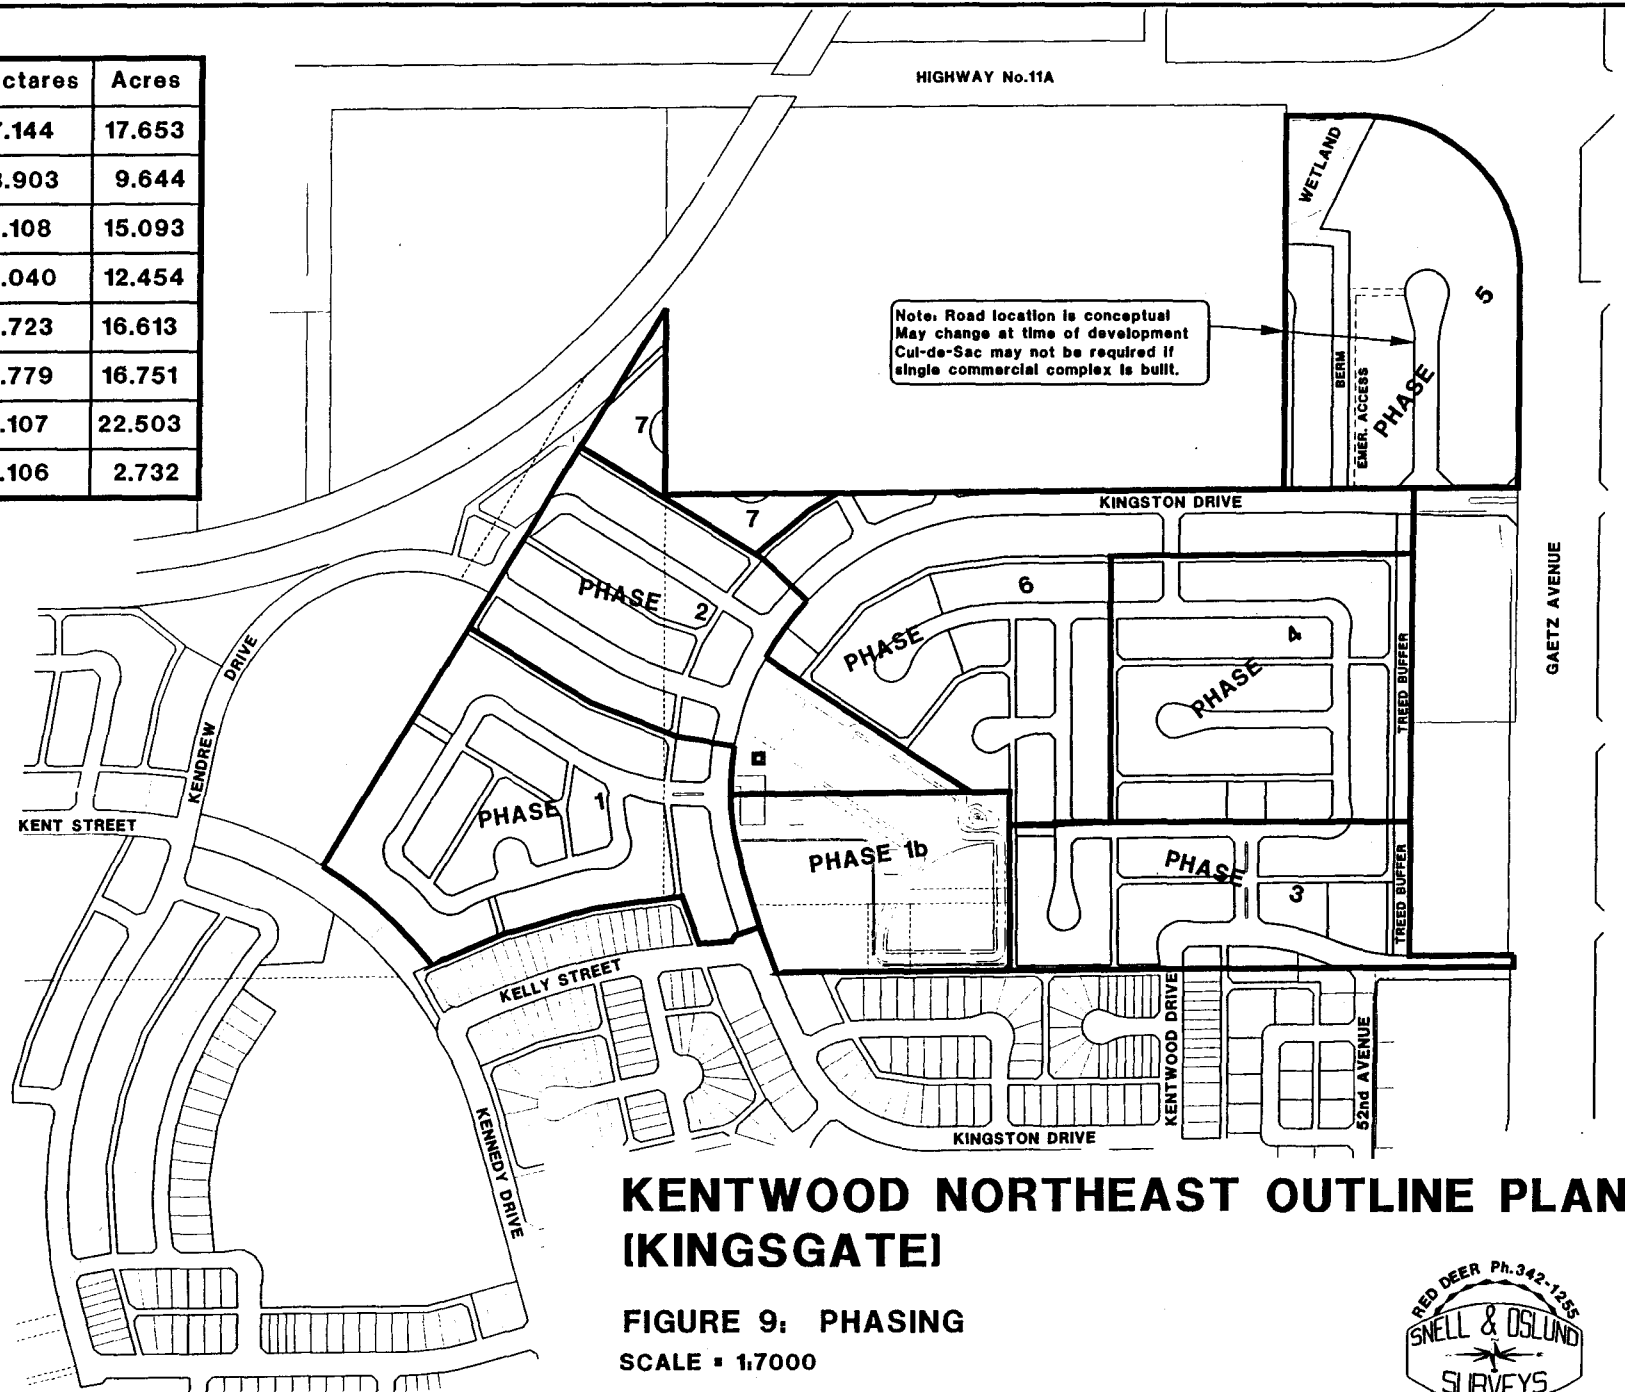 ctares Acres
.144 17.653
.903 9.644
.108 15.093
.040 12.454
.723 16.613
.779 16.751
.107 22.503
.106 2.732
HIGHWAY No.11A
WETLAND
Note: Road location is conceptual
May change at time of development
Cul-de-Sac may not be required if
single commercial complex is built.
BERM
EMER. ACCESS
PHASE 5
7
7
KINGSTON DRIVE
GAETZ AVENUE
PHASE 2
PHASE 6
PHASE 4
TREED BUFFER
KENDREW DRIVE
KENT STREET
PHASE 1
PHASE 1b
PHASE 3
TREED BUFFER
KELLY STREET
KENTWOOD DRIVE
52nd AVENUE
KENNEDY DRIVE
KINGSTON DRIVE
KENTWOOD NORTHEAST OUTLINE PLAN
[KINGSGATE]
FIGURE 9: PHASING
SCALE = 1:7000
RED DEER Ph.342-1255
SNELL & OSLUND
SURVEYS